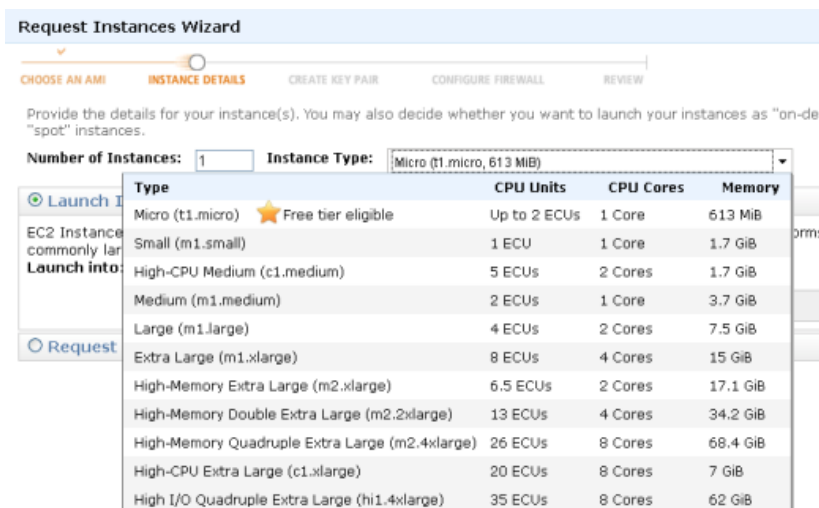 Request Instances Wizard
CHOOSE AN AMI INSTANCE DETAILS CREATE KEY PAIR CONFIGURE FIREWALL REVIEW
Provide the details for your instance(s). You may also decide whether you want to launch your instances as "on-de
"spot" instances.
Number of Instances: 1 Instance Type: Micro (t1.micro, 613 MiB)
Type CPU Units CPU Cores Memory
Launch I
Micro (t1.micro) Free tier eligible Up to 2 ECUs 1 Core 613 MiB
EC2 Instance orms
Small (m1.small) 1 ECU 1 Core 1.7 GiB
commonly lar
Launch into:
High-CPU Medium (c1.medium) 5 ECUs 2 Cores 1.7 GiB
Medium (m1.medium) 2 ECUs 1 Core 3.7 GiB
Large (m1.large) 4 ECUs 2 Cores 7.5 GiB
Request
Extra Large (m1.xlarge) 8 ECUs 4 Cores 15 GiB
High-Memory Extra Large (m2.xlarge) 6.5 ECUs 2 Cores 17.1 GiB
High-Memory Double Extra Large (m2.2xlarge) 13 ECUs 4 Cores 34.2 GiB
High-Memory Quadruple Extra Large (m2.4xlarge) 26 ECUs 8 Cores 68.4 GiB
High-CPU Extra Large (c1.xlarge) 20 ECUs 8 Cores 7 GiB
High I/O Quadruple Extra Large (hi1.4xlarge) 35 ECUs 8 Cores 62 GiB